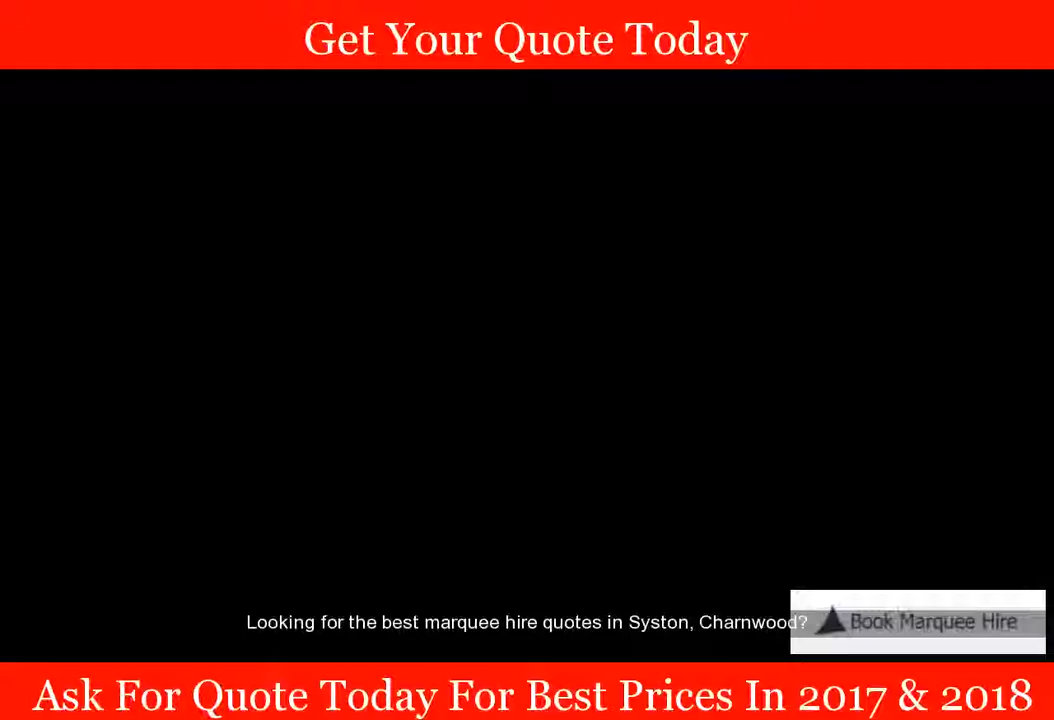 Get Your Quote Today
Looking for the best marquee hire quotes in Syston, Charnwood?
Book Marquee Hire
Ask For Quote Today For Best Prices In 2017 & 2018